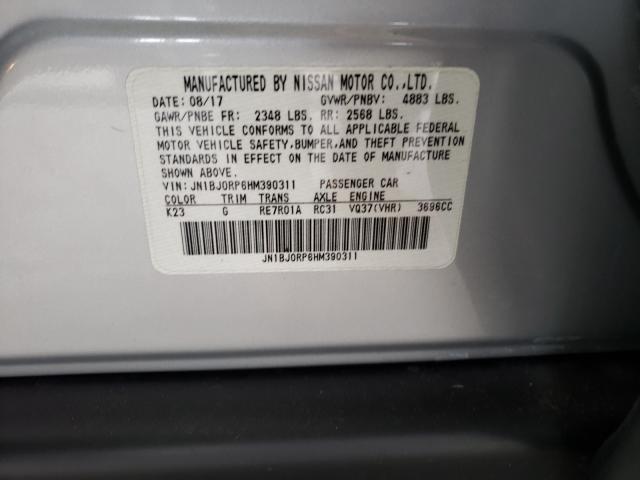 MANUFACTURED BY NISSAN MOTOR CO.,LTD.
DATE: 08/17 GVWR/PNBV: 4883 LBS.
GAWR/PNBE FR: 2348 LBS. RR: 2568 LBS.
THIS VEHICLE CONFORMS TO ALL APPLICABLE FEDERAL
MOTOR VEHICLE SAFETY,BUMPER,AND THEFT PREVENTION
STANDARDS IN EFFECT ON THE DATE OF MANUFACTURE
SHOWN ABOVE.
VIN: JN1BJ0RP6HM390311 PASSENGER CAR
COLOR TRIM TRANS AXLE ENGINE
K23 G RE7R01A RC31 VQ37(VHR) 3696CC
JN1BJ0RP6HM390311